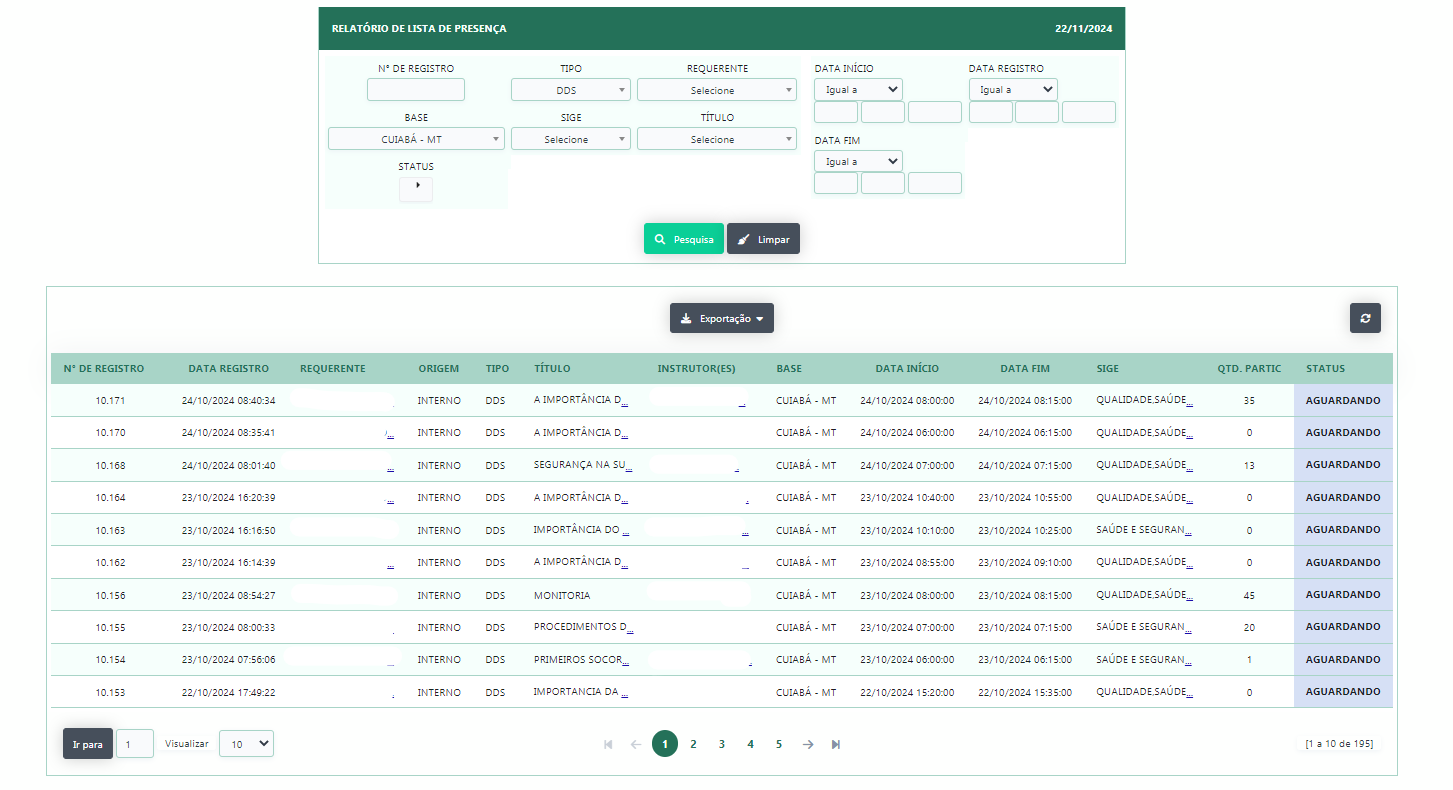 RELATÓRIO DE LISTA DE PRESENÇA 22/11/2024
N° DE REGISTRO TIPO REQUERENTE DATA INÍCIO DATA REGISTRO
DDS Selecione Igual a Igual a
BASE SIGE TÍTULO
CUIABÁ - MT Selecione Selecione DATA FIM
Igual a
STATUS
Pesquisa Limpar
Exportação
N° DE REGISTRO DATA REGISTRO REQUERENTE ORIGEM TIPO TÍTULO INSTRUTOR(ES) BASE DATA INÍCIO DATA FIM SIGE QTD. PARTIC STATUS
10.171 24/10/2024 08:40:34 INTERNO DDS A IMPORTÂNCIA D... CUIABÁ - MT 24/10/2024 08:00:00 24/10/2024 08:15:00 QUALIDADE,SAÚDE... 35 AGUARDANDO
10.170 24/10/2024 08:35:41 ... INTERNO DDS A IMPORTÂNCIA D... CUIABÁ - MT 24/10/2024 06:00:00 24/10/2024 06:15:00 QUALIDADE,SAÚDE... 0 AGUARDANDO
10.168 24/10/2024 08:01:40 ... INTERNO DDS SEGURANÇA NA SU... CUIABÁ - MT 24/10/2024 07:00:00 24/10/2024 07:15:00 QUALIDADE,SAÚDE... 13 AGUARDANDO
10.164 23/10/2024 16:20:39 ... INTERNO DDS A IMPORTÂNCIA D... CUIABÁ - MT 23/10/2024 10:40:00 23/10/2024 10:55:00 QUALIDADE,SAÚDE... 0 AGUARDANDO
10.163 23/10/2024 16:16:50 INTERNO DDS IMPORTÂNCIA DO ... ... CUIABÁ - MT 23/10/2024 10:10:00 23/10/2024 10:25:00 SAÚDE E SEGURAN... 0 AGUARDANDO
10.162 23/10/2024 16:14:39 ... INTERNO DDS A IMPORTÂNCIA D... CUIABÁ - MT 23/10/2024 08:55:00 23/10/2024 09:10:00 QUALIDADE,SAÚDE... 0 AGUARDANDO
10.156 23/10/2024 08:54:27 INTERNO DDS MONITORIA CUIABÁ - MT 23/10/2024 08:00:00 23/10/2024 08:15:00 QUALIDADE,SAÚDE... 45 AGUARDANDO
10.155 23/10/2024 08:00:33 INTERNO DDS PROCEDIMENTOS D... CUIABÁ - MT 23/10/2024 07:00:00 23/10/2024 07:15:00 SAÚDE E SEGURAN... 20 AGUARDANDO
10.154 23/10/2024 07:56:06 INTERNO DDS PRIMEIROS SOCOR... CUIABÁ - MT 23/10/2024 06:00:00 23/10/2024 06:15:00 SAÚDE E SEGURAN... 1 AGUARDANDO
10.153 22/10/2024 17:49:22 INTERNO DDS IMPORTANCIA DA ... CUIABÁ - MT 22/10/2024 15:20:00 22/10/2024 15:35:00 QUALIDADE,SAÚDE... 0 AGUARDANDO
Ir para 1 Visualizar 10 1 2 3 4 5 [1 a 10 de 195]